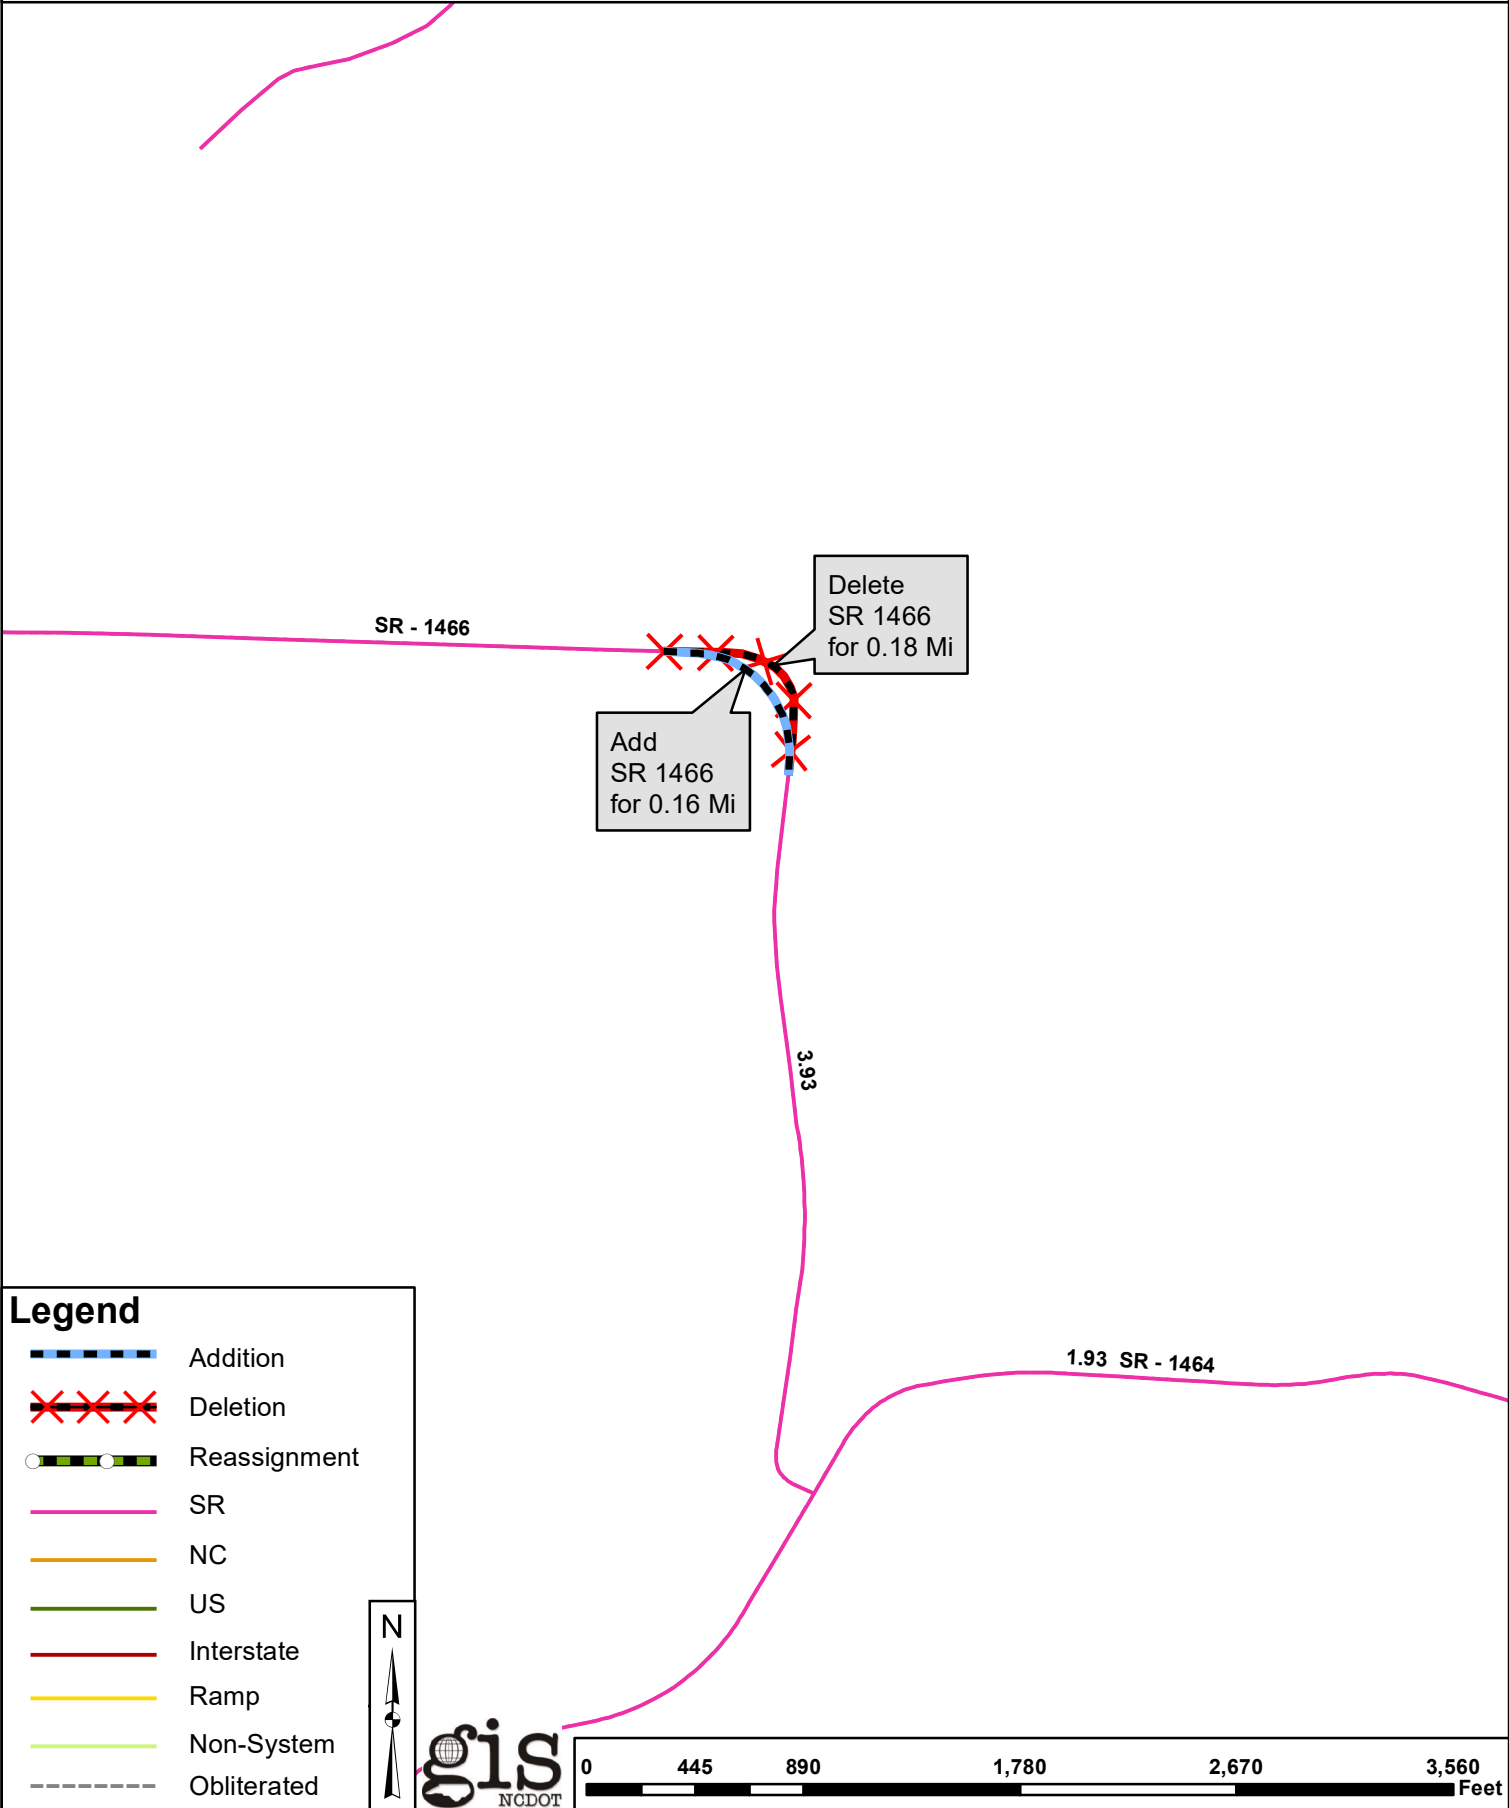 SR - 1466
Delete
SR 1466
for 0.18 Mi
Add
SR 1466
for 0.16 Mi
3.93
1.93 SR - 1464
Legend
Addition
Deletion
Reassignment
SR
NC
US
Interstate
Ramp
Non-System
Obliterated
N
gis
NCDOT
0 445 890 1,780 2,670 3,560
Feet